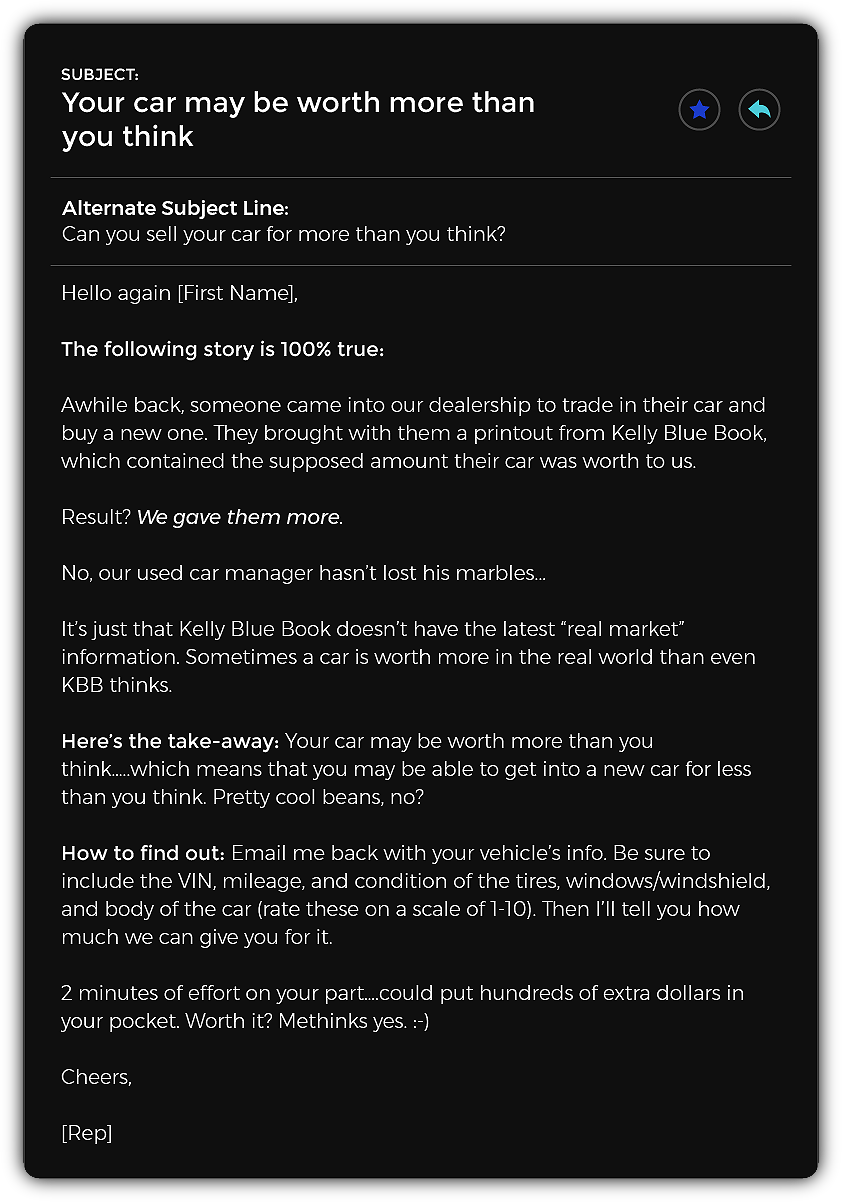 SUBJECT:
Your car may be worth more than
you think
Alternate Subject Line:
Can you sell your car for more than you think?
Hello again [First Name],
The following story is 100% true:
Awhile back, someone came into our dealership to trade in their car and
buy a new one. They brought with them a printout from Kelly Blue Book,
which contained the supposed amount their car was worth to us.
Result? We gave them more.
No, our used car manager hasn’t lost his marbles...
It’s just that Kelly Blue Book doesn’t have the latest “real market”
information. Sometimes a car is worth more in the real world than even
KBB thinks.
Here’s the take-away: Your car may be worth more than you
think.....which means that you may be able to get into a new car for less
than you think. Pretty cool beans, no?
How to find out: Email me back with your vehicle’s info. Be sure to
include the VIN, mileage, and condition of the tires, windows/windshield,
and body of the car (rate these on a scale of 1-10). Then I’ll tell you how
much we can give you for it.
2 minutes of effort on your part....could put hundreds of extra dollars in
your pocket. Worth it? Methinks yes. :-)
Cheers,
[Rep]